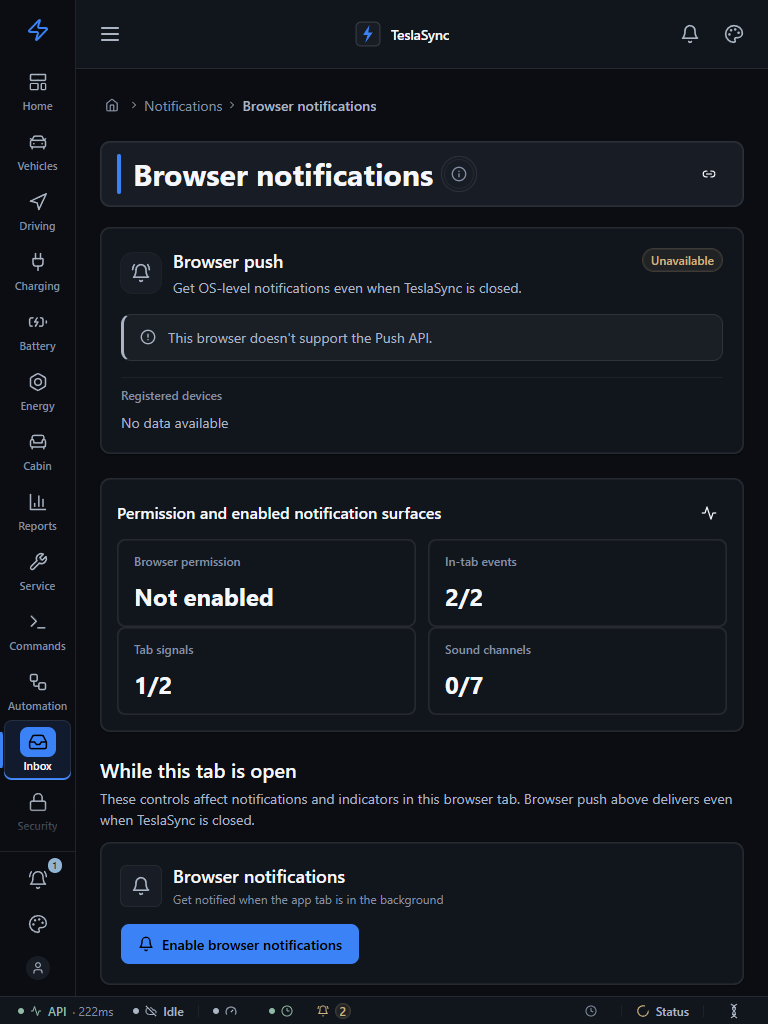 TeslaSync
Home
Vehicles
Driving
Charging
Battery
Energy
Cabin
Reports
Service
Commands
Automation
Inbox
Security
1
Notifications
Browser notifications
Browser notifications
Browser push
Unavailable
Get OS-level notifications even when TeslaSync is closed.
This browser doesn't support the Push API.
Registered devices
No data available
Permission and enabled notification surfaces
Browser permission
Not enabled
In-tab events
2/2
Tab signals
1/2
Sound channels
0/7
While this tab is open
These controls affect notifications and indicators in this browser tab. Browser push above delivers even
when TeslaSync is closed.
Browser notifications
Get notified when the app tab is in the background
Enable browser notifications
API · 222ms
Idle
2
Status